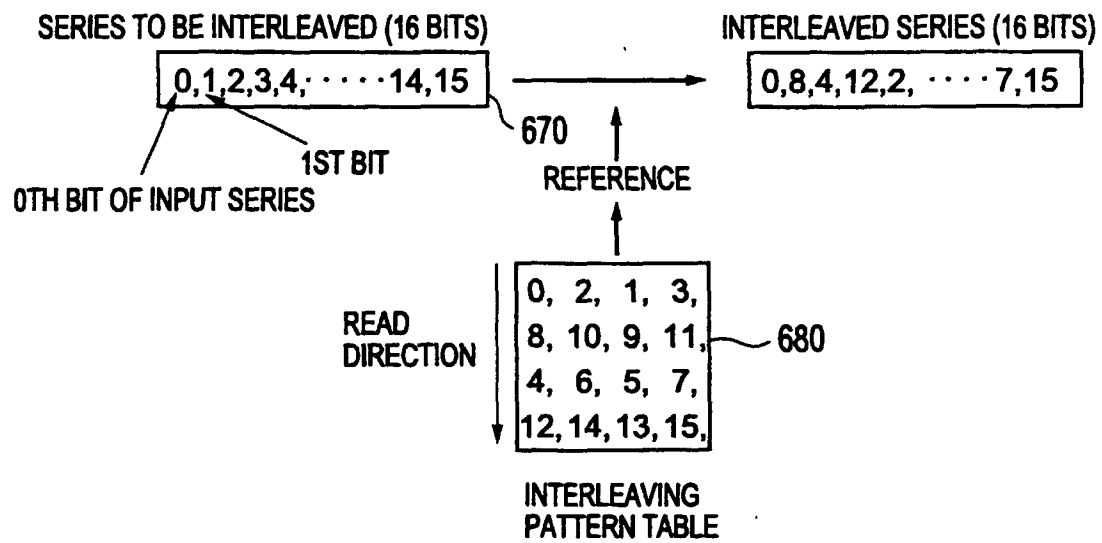 SERIES TO BE INTERLEAVED (16 BITS)
INTERLEAVED SERIES (16 BITS)
0,1,2,3,4,·····14,15
0,8,4,12,2, ····7,15
670
1ST BIT
0TH BIT OF INPUT SERIES
REFERENCE
READ
DIRECTION
0, 2, 1, 3,
8, 10, 9, 11,
4, 6, 5, 7,
12, 14, 13, 15,
680
INTERLEAVING
PATTERN TABLE